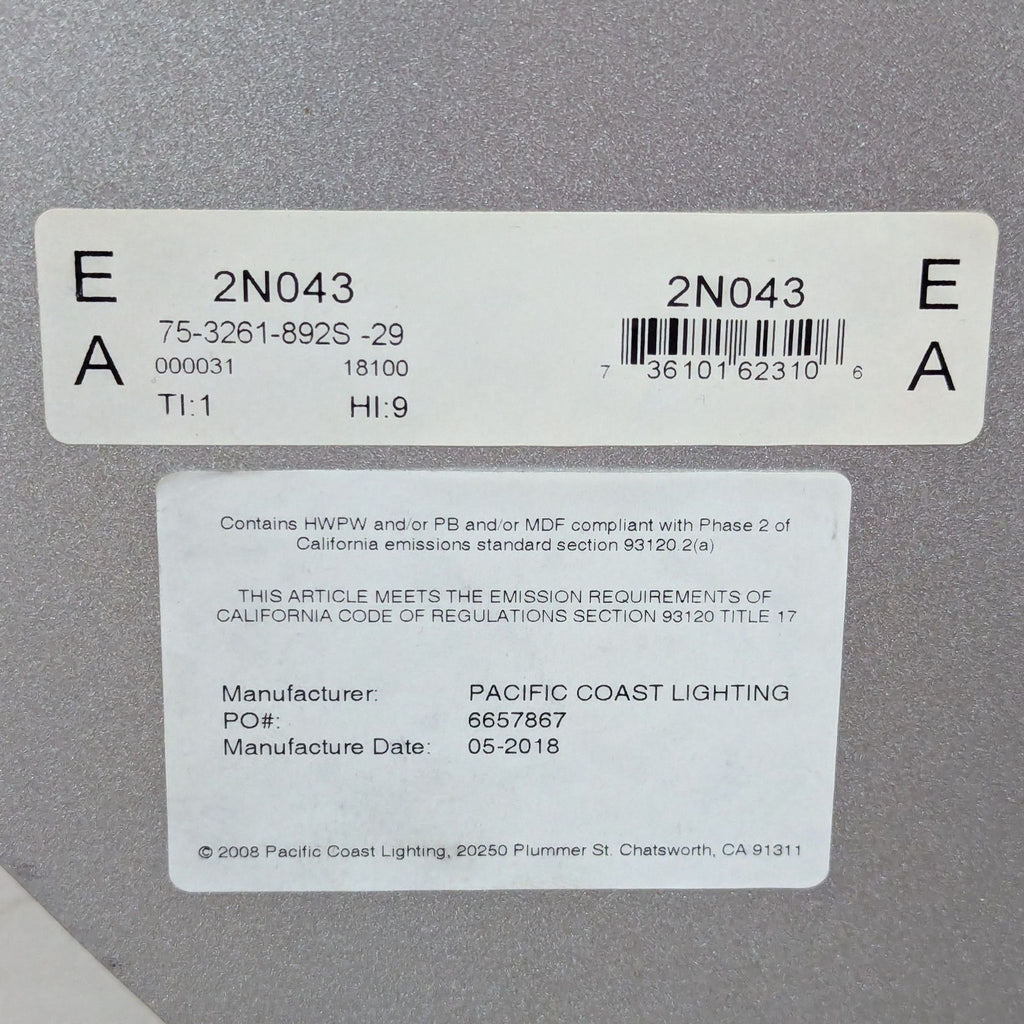 E
A
2N043
75-3261-892S -29
000031 18100
TI:1 HI:9
2N043
7 36101 62310 6
E
A
Contains HWPW and/or PB and/or MDF compliant with Phase 2 of
California emissions standard section 93120.2(a)
THIS ARTICLE MEETS THE EMISSION REQUIREMENTS OF
CALIFORNIA CODE OF REGULATIONS SECTION 93120 TITLE 17
Manufacturer: PACIFIC COAST LIGHTING
PO#: 6657867
Manufacture Date: 05-2018
© 2008 Pacific Coast Lighting, 20250 Plummer St. Chatsworth, CA 91311